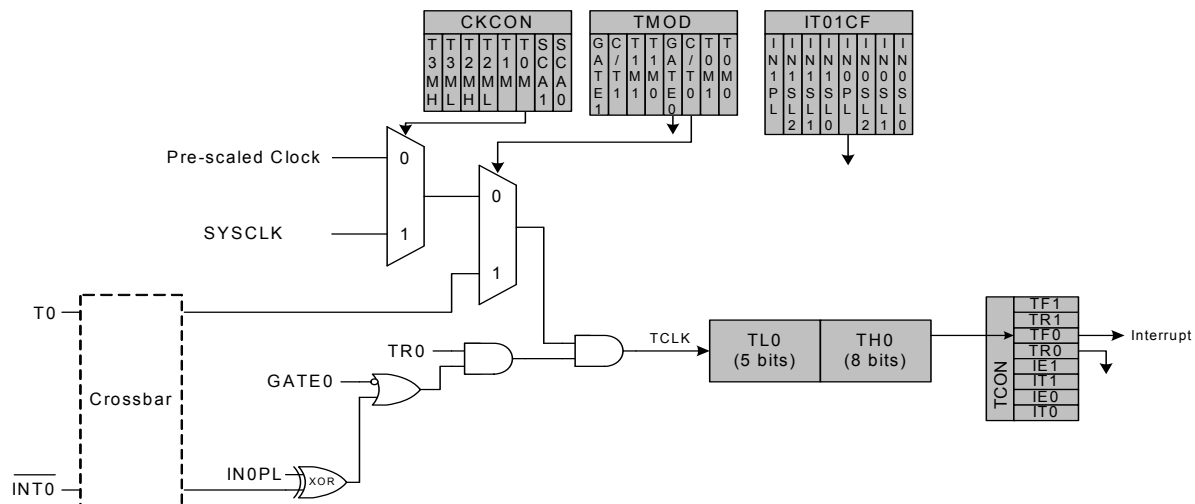 CKCON
T3MH
T3ML
T2MH
T2ML
T1M
T0M
SCA1
SCA0
TMOD
GATE1
C/T1
T1M1
T1M0
GATE0
C/T0
T0M1
T0M0
IT01CF
IN1PL
IN1SL2
IN1SL1
IN1SL0
IN0PL
IN0SL2
IN0SL1
IN0SL0
Pre-scaled Clock
0
SYSCLK
1
0
1
T0
Crossbar
TR0
GATE0
IN0PL
XOR
INT0
TCLK
TL0
(5 bits)
TH0
(8 bits)
TCON
TF1
TR1
TF0
TR0
IE1
IT1
IE0
IT0
Interrupt